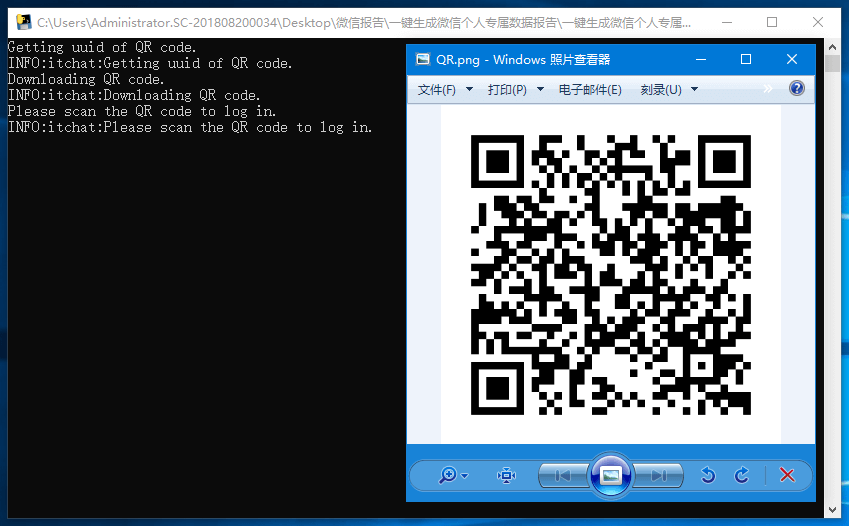 C:\Users\Administrator.SC-201808200034\Desktop\微信报告\一键生成微信个人专属数据报告\一键生成微信个人专属...
Getting uuid of QR code.
INFO:itchat:Getting uuid of QR code.
Downloading QR code.
INFO:itchat:Downloading QR code.
Please scan the QR code to log in.
INFO:itchat:Please scan the QR code to log in.
QR.png - Windows 照片查看器
文件(F) 打印(P) 电子邮件(E) 刻录(U)